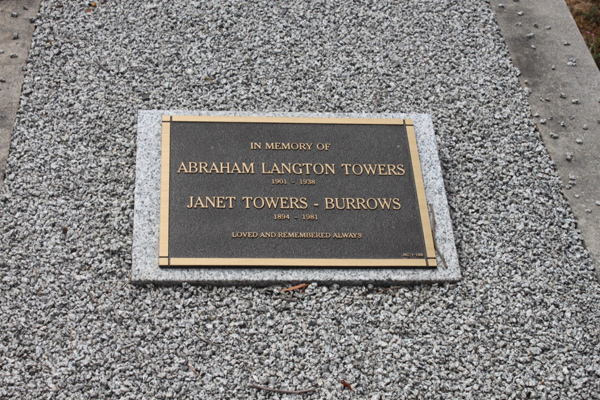 IN MEMORY OF
ABRAHAM LANGTON TOWERS
1901 - 1938
JANET TOWERS - BURROWS
1894 - 1981
LOVED AND REMEMBERED ALWAYS